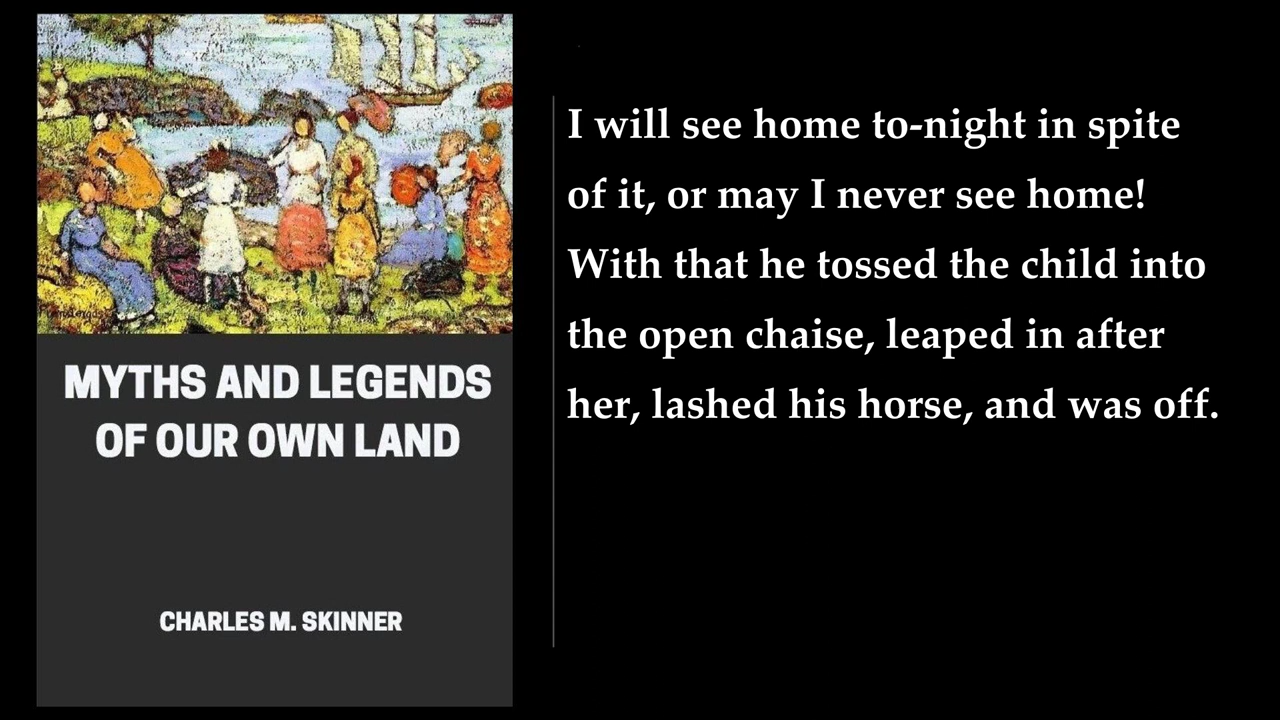 MYTHS AND LEGENDS
OF OUR OWN LAND
CHARLES M. SKINNER
I will see home to-night in spite
of it, or may I never see home!
With that he tossed the child into
the open chaise, leaped in after
her, lashed his horse, and was off.